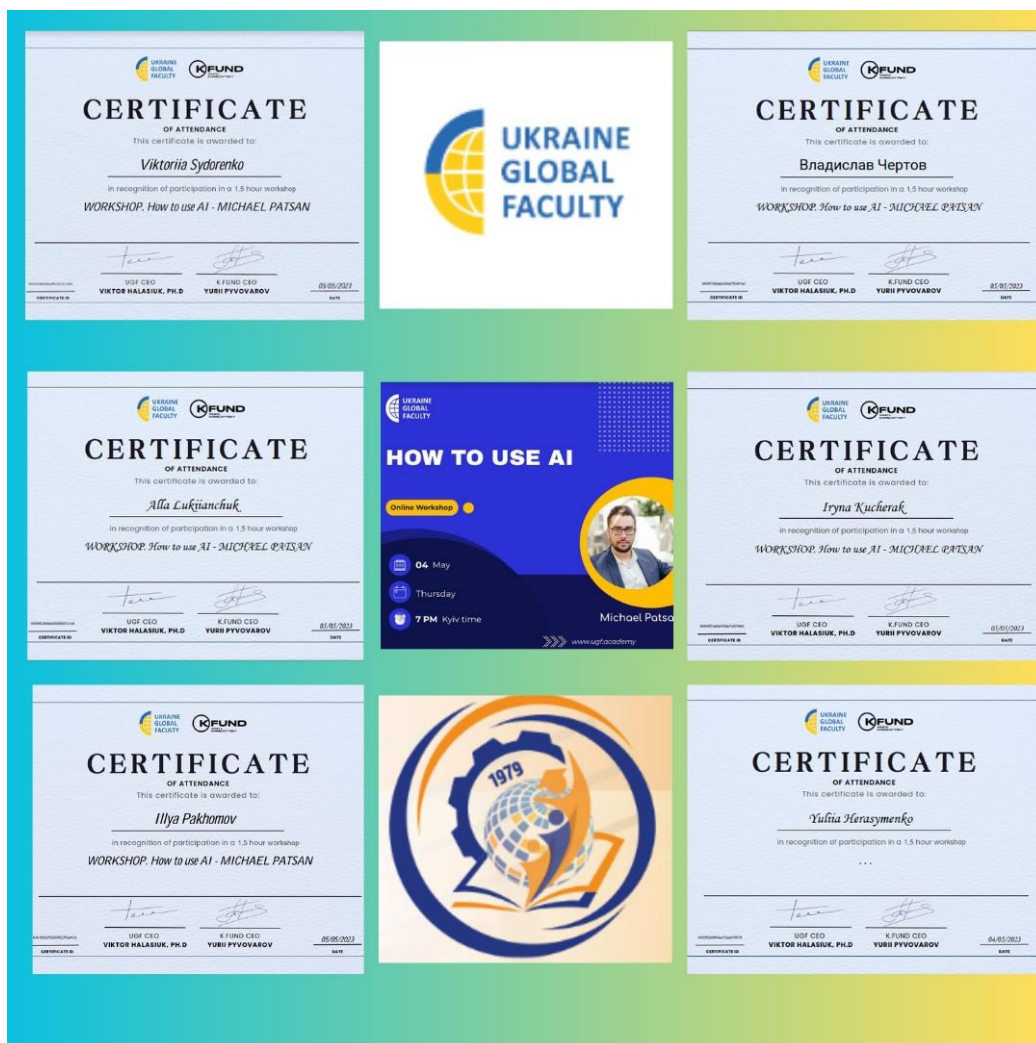 UKRAINE
GLOBAL
FACULTY
K.FUND
CERTIFICATE
OF ATTENDANCE
This certificate is awarded to:
Viktoriia Sydorenko
in recognition of participation in a 1,5 hour workshop
WORKSHOP. How to use AI - MICHAEL PATSAN
UGF CEO
VIKTOR HALASIUK, PH.D
K.FUND CEO
YURII PYVOVAROV
05/05/2023
CERTIFICATE ID
DATE
UKRAINE
GLOBAL
FACULTY
UKRAINE
GLOBAL
FACULTY
K.FUND
CERTIFICATE
OF ATTENDANCE
This certificate is awarded to:
Владислав Чертов
in recognition of participation in a 1,5 hour workshop
WORKSHOP. How to use AI - MICHAEL PATSAN
UGF CEO
VIKTOR HALASIUK, PH.D
K.FUND CEO
YURII PYVOVAROV
05/05/2023
CERTIFICATE ID
DATE
UKRAINE
GLOBAL
FACULTY
K.FUND
CERTIFICATE
OF ATTENDANCE
This certificate is awarded to:
Alla Lukiianchuk
in recognition of participation in a 1,5 hour workshop
WORKSHOP. How to use AI - MICHAEL PATSAN
UGF CEO
VIKTOR HALASIUK, PH.D
K.FUND CEO
YURII PYVOVAROV
05/05/2023
CERTIFICATE ID
DATE
UKRAINE
GLOBAL
FACULTY
HOW TO USE AI
Online Workshop
04 May
Thursday
7 PM Kyiv time
Michael Patsa
www.ugf.academy
UKRAINE
GLOBAL
FACULTY
K.FUND
CERTIFICATE
OF ATTENDANCE
This certificate is awarded to:
Iryna Kucherak
in recognition of participation in a 1,5 hour workshop
WORKSHOP. How to use AI - MICHAEL PATSAN
UGF CEO
VIKTOR HALASIUK, PH.D
K.FUND CEO
YURII PYVOVAROV
05/05/2023
CERTIFICATE ID
DATE
UKRAINE
GLOBAL
FACULTY
K.FUND
CERTIFICATE
OF ATTENDANCE
This certificate is awarded to:
Illya Pakhomov
in recognition of participation in a 1,5 hour workshop
WORKSHOP. How to use AI - MICHAEL PATSAN
UGF CEO
VIKTOR HALASIUK, PH.D
K.FUND CEO
YURII PYVOVAROV
05/05/2023
CERTIFICATE ID
DATE
1979
UKRAINE
GLOBAL
FACULTY
K.FUND
CERTIFICATE
OF ATTENDANCE
This certificate is awarded to:
Yuliia Herasymenko
in recognition of participation in a 1,5 hour workshop
...
UGF CEO
VIKTOR HALASIUK, PH.D
K.FUND CEO
YURII PYVOVAROV
04/05/2023
CERTIFICATE ID
DATE